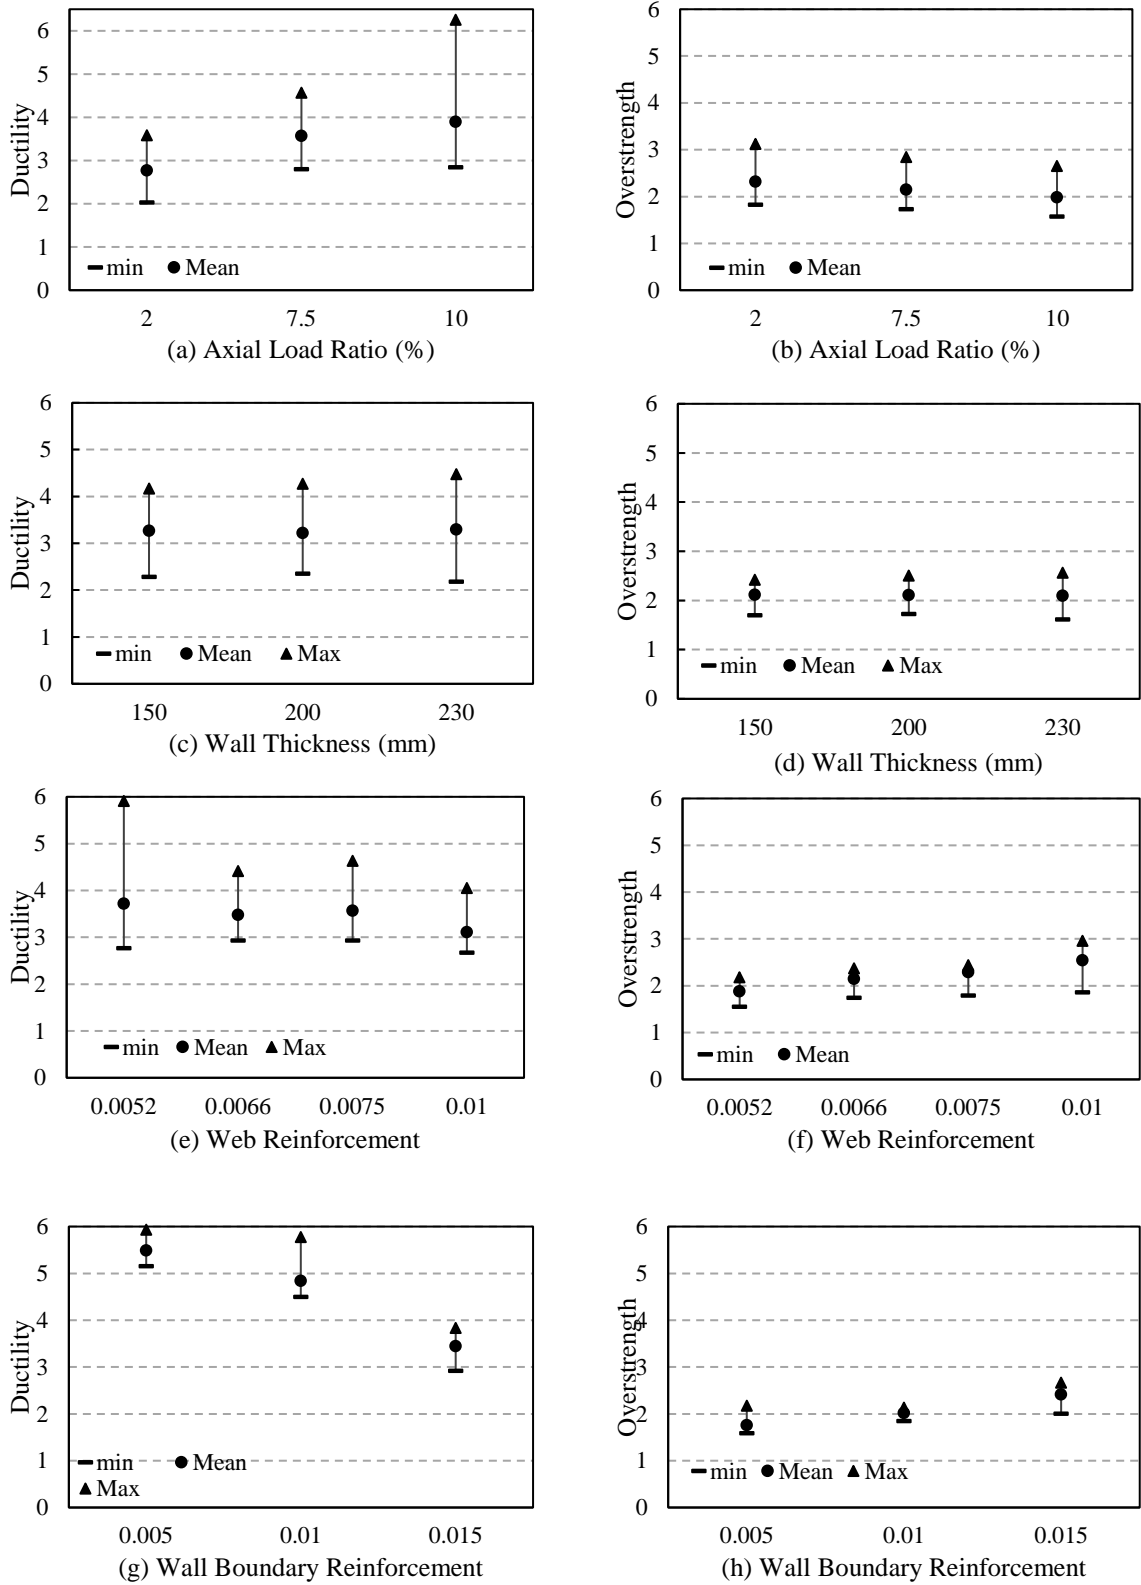 6
5
4
3
2
1
0
Ductility
min Mean
2 7.5 10
(a) Axial Load Ratio (%)
6
5
4
3
2
1
0
Overstrength
min Mean
2 7.5 10
(b) Axial Load Ratio (%)
6
5
4
3
2
1
0
Ductility
min Mean Max
150 200 230
(c) Wall Thickness (mm)
6
5
4
3
2
1
0
Overstrength
min Mean Max
150 200 230
(d) Wall Thickness (mm)
6
5
4
3
2
1
0
Ductility
min Mean Max
0.0052 0.0066 0.0075 0.01
(e) Web Reinforcement
6
5
4
3
2
1
0
Overstrength
min Mean
0.0052 0.0066 0.0075 0.01
(f) Web Reinforcement
6
5
4
3
2
1
0
Ductility
min Mean
Max
0.005 0.01 0.015
(g) Wall Boundary Reinforcement
6
5
4
3
2
1
0
Overstrength
min Mean Max
0.005 0.01 0.015
(h) Wall Boundary Reinforcement